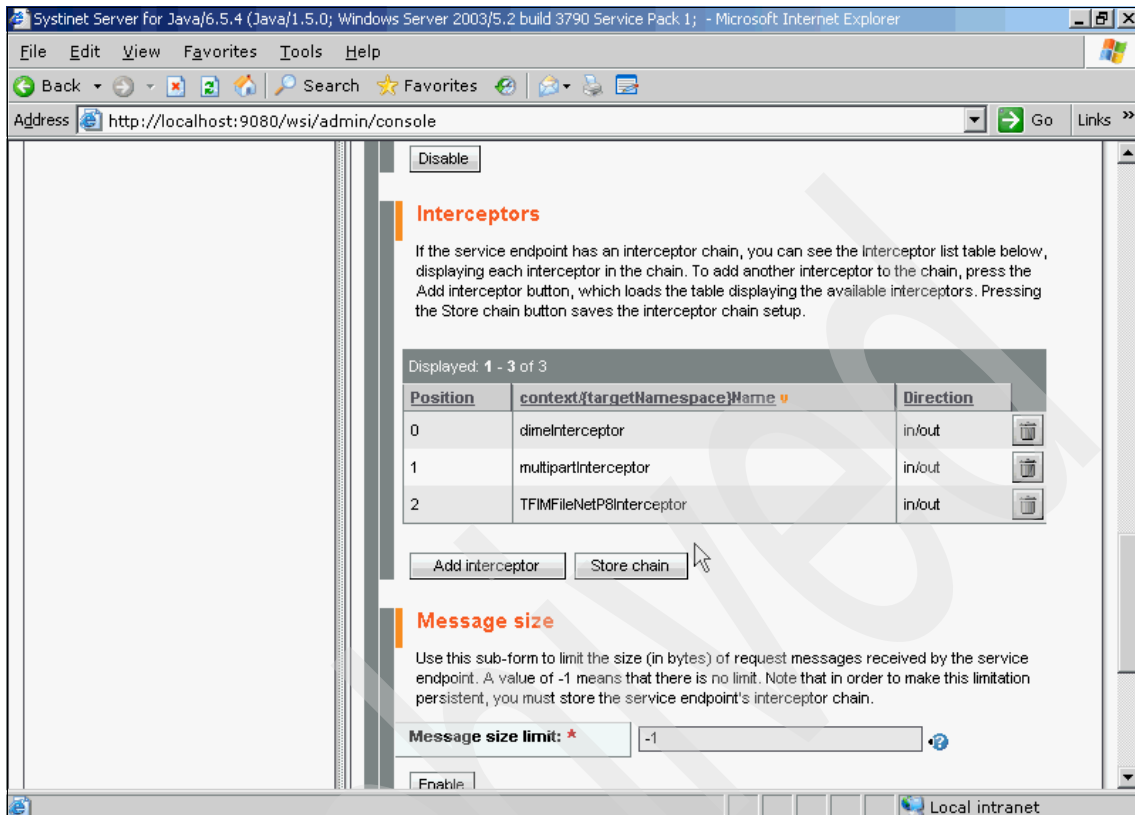 Systinet Server for Java/6.5.4 (Java/1.5.0; Windows Server 2003/5.2 build 3790 Service Pack 1; - Microsoft Internet Explorer
File Edit View Favorites Tools Help
Back Search Favorites
Address http://localhost:9080/wsi/admin/console Go Links »
Disable
Interceptors
If the service endpoint has an interceptor chain, you can see the Interceptor list table below,
displaying each interceptor in the chain. To add another interceptor to the chain, press the
Add interceptor button, which loads the table displaying the available interceptors. Pressing
the Store chain button saves the interceptor chain setup.
Displayed: 1 - 3 of 3
Position context/{targetNamespace}Name Direction
0 dimeInterceptor in/out
1 multipartInterceptor in/out
2 TFIMFileNetP8Interceptor in/out
Add interceptor Store chain
Message size
Use this sub-form to limit the size (in bytes) of request messages received by the service
endpoint. A value of -1 means that there is no limit. Note that in order to make this limitation
persistent, you must store the service endpoint's interceptor chain.
Message size limit: * -1
Enable
Local intranet